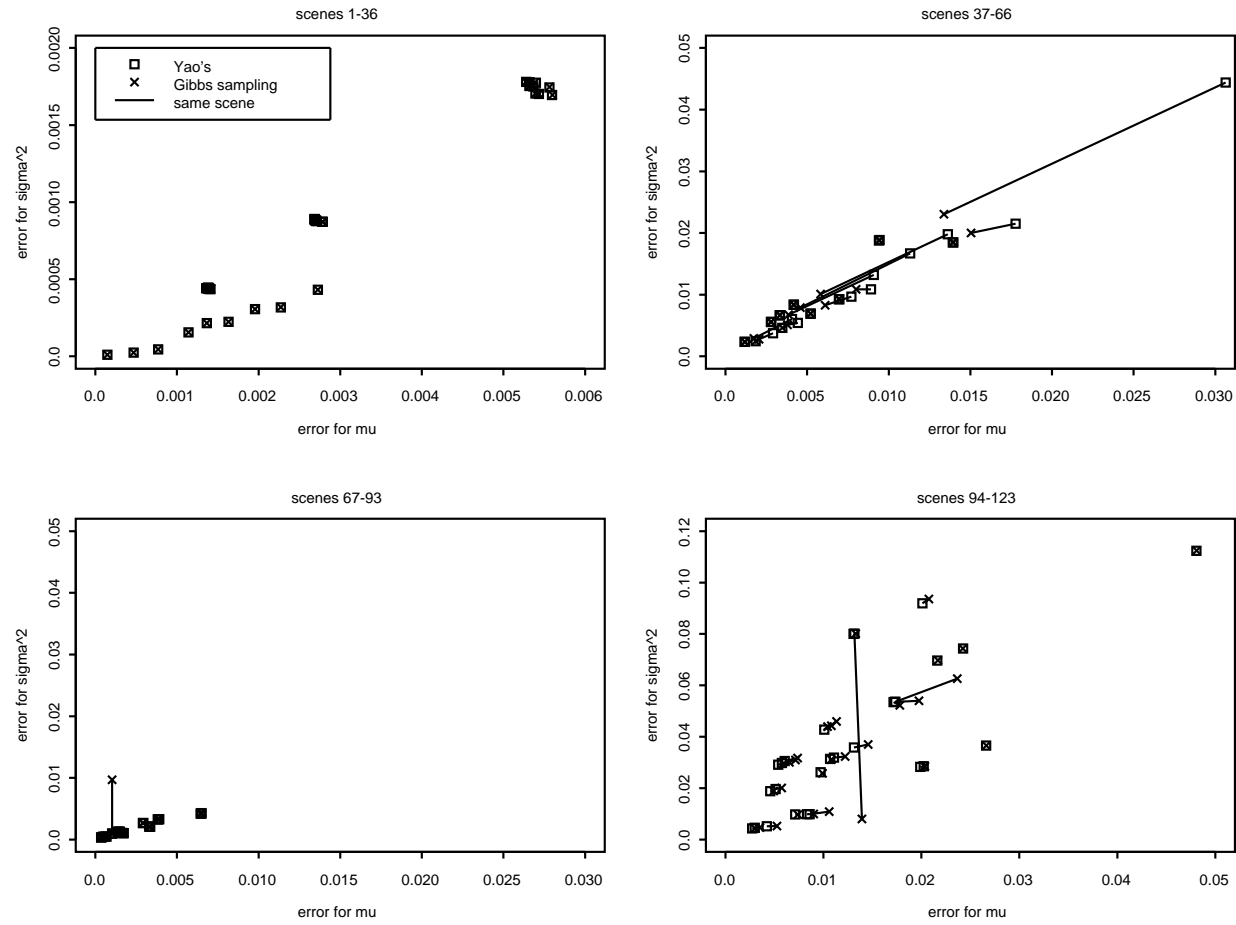 scenes 1-36
0.0020
0.0015
0.0010
0.0005
0.0
error for sigma^2
Yao's
Gibbs sampling
same scene
0.0 0.001 0.002 0.003 0.004 0.005 0.006
error for mu
scenes 37-66
0.05
0.04
0.03
0.02
0.01
0.0
error for sigma^2
0.0 0.005 0.010 0.015 0.020 0.025 0.030
error for mu
scenes 67-93
0.05
0.04
0.03
0.02
0.01
0.0
error for sigma^2
0.0 0.005 0.010 0.015 0.020 0.025 0.030
error for mu
scenes 94-123
0.12
0.10
0.08
0.06
0.04
0.02
0.0
error for sigma^2
0.0 0.01 0.02 0.03 0.04 0.05
error for mu